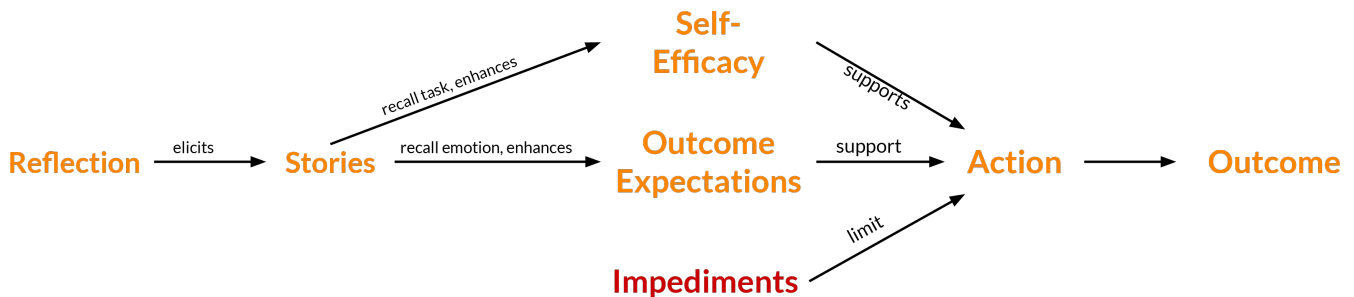 Self-
Efficacy
recall task, enhances
supports
Reflection
elicits
Stories
recall emotion, enhances
Outcome
Expectations
support
Action
Outcome
limit
Impediments